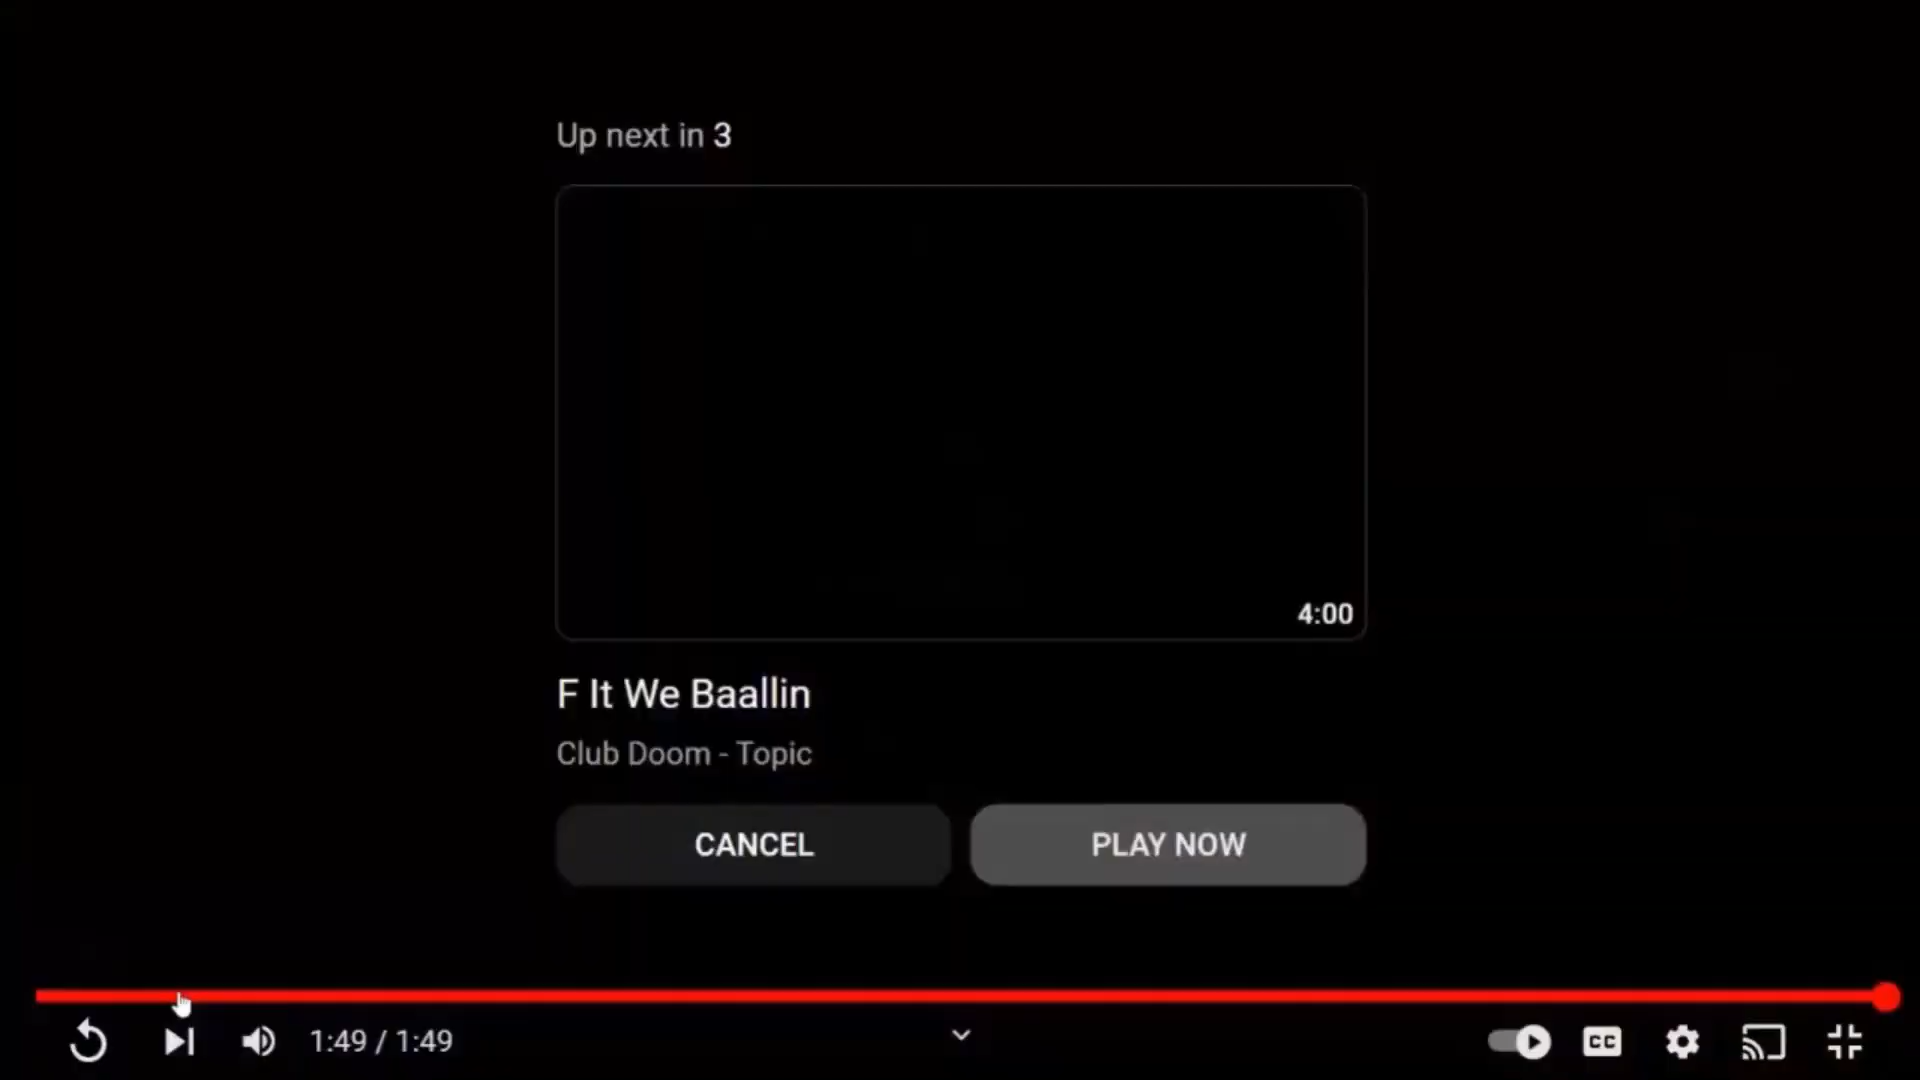 Up next in 3
4:00
F It We Baallin
Club Doom - Topic
CANCEL
PLAY NOW
1:49 / 1:49
CC